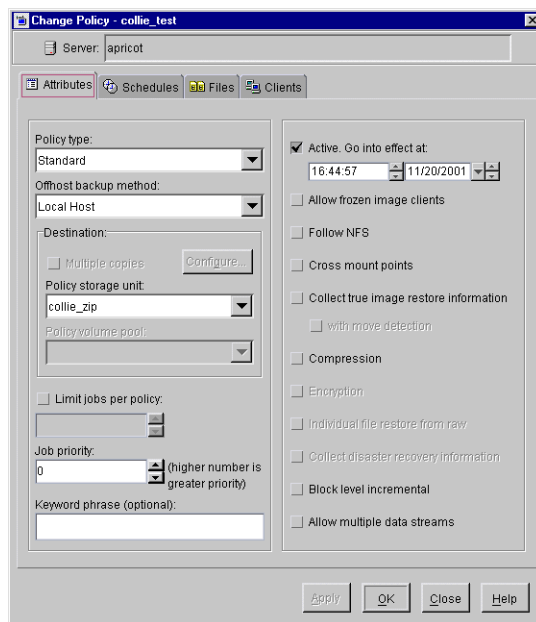 Change Policy - collie_test
Server: apricot
Attributes
Schedules
Files
Clients
Policy type:
Standard
Offhost backup method:
Local Host
Destination:
Multiple copies
Configure...
Policy storage unit:
collie_zip
Policy volume pool:
Limit jobs per policy:
Job priority:
0
(higher number is
greater priority)
Keyword phrase (optional):
Active. Go into effect at:
16:44:57
11/20/2001
Allow frozen image clients
Follow NFS
Cross mount points
Collect true image restore information
with move detection
Compression
Encryption
Individual file restore from raw
Collect disaster recovery information
Block level incremental
Allow multiple data streams
Apply
OK
Close
Help